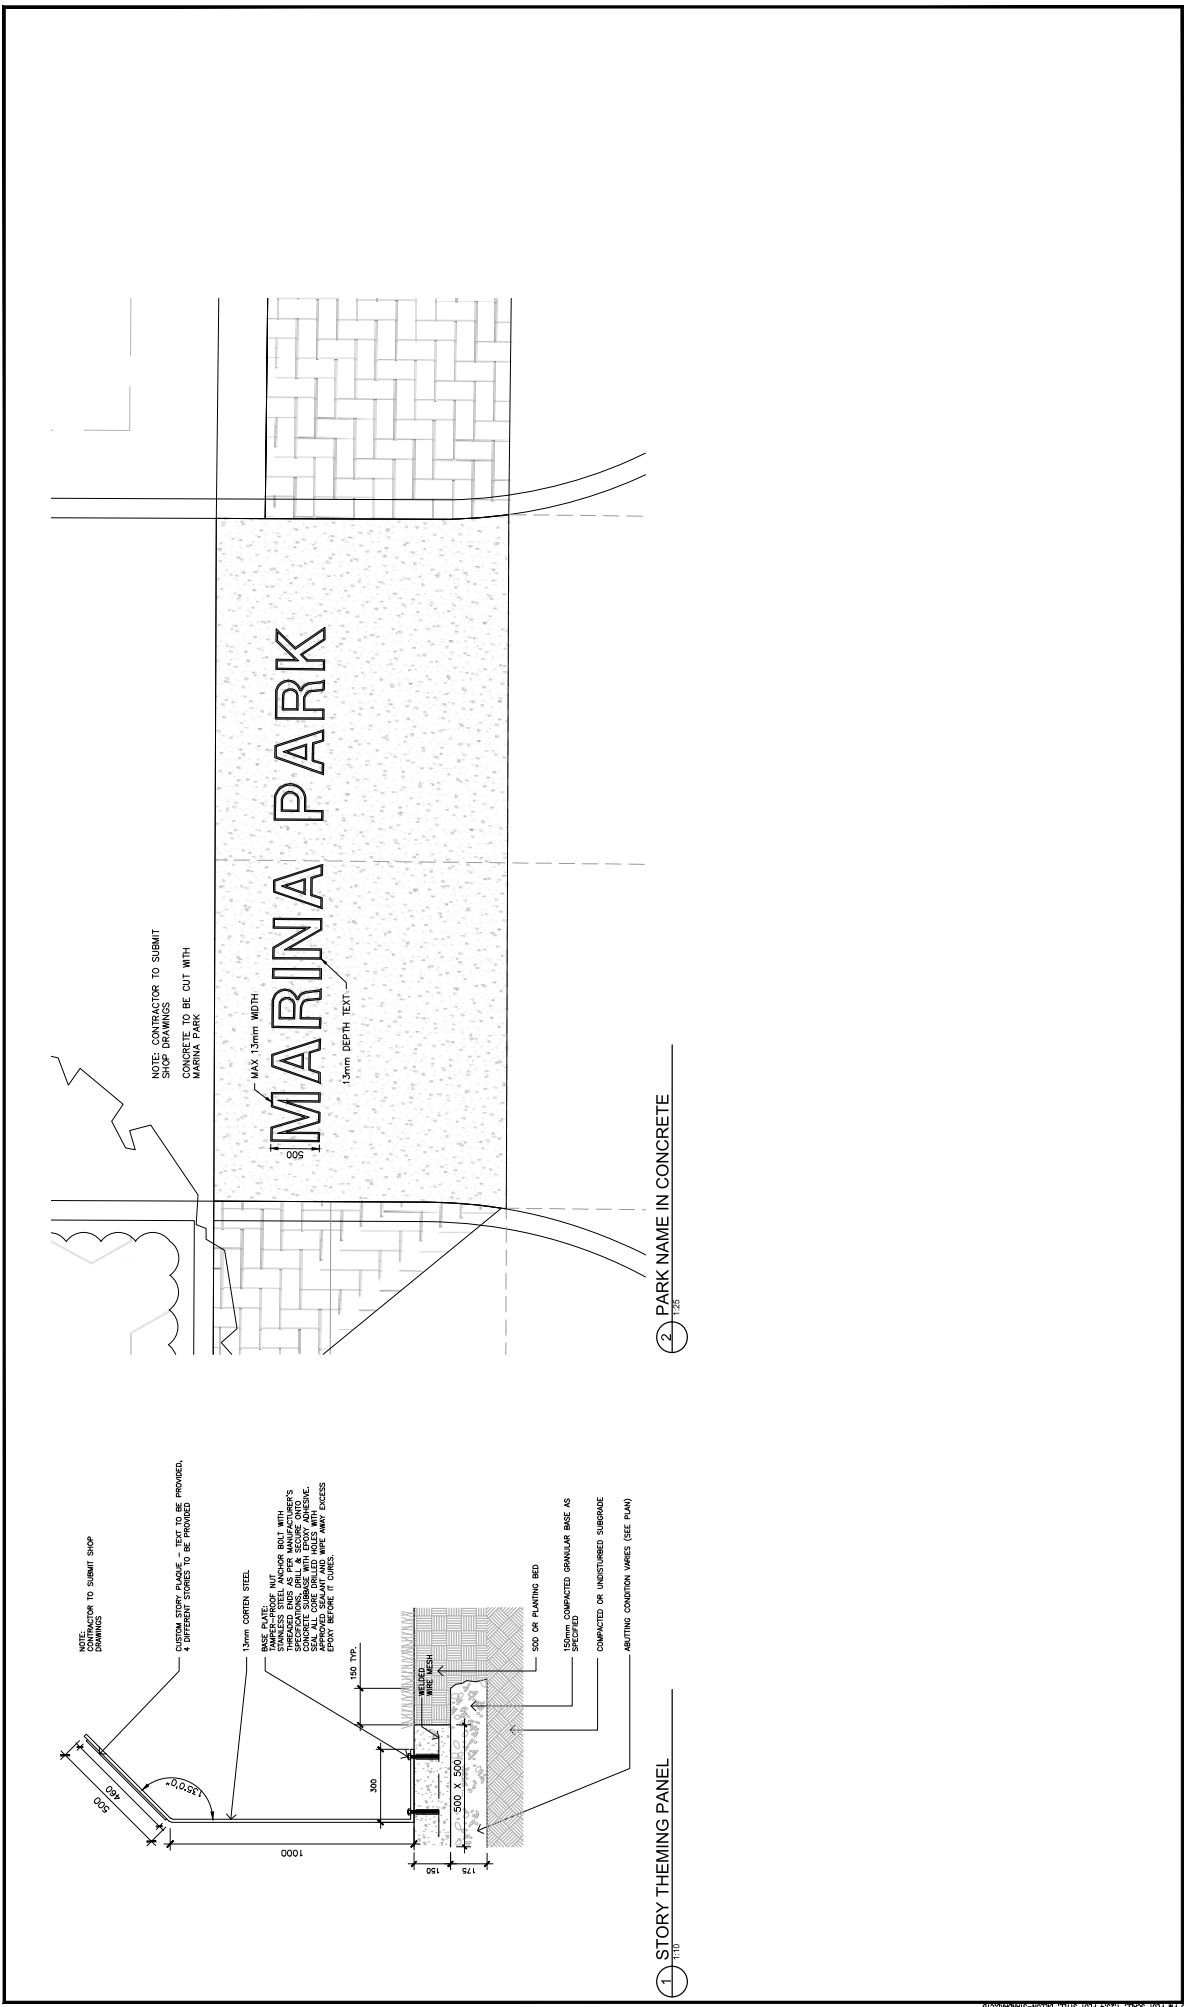 NOTE:
CONTRACTOR TO SUBMIT SHOP
DRAWINGS
CUSTOM STORY PLAQUE – TEXT TO BE PROVIDED,
4 DIFFERENT STORIES TO BE PROVIDED
13mm CORTEN STEEL
BASE PLATE:
TAMPER-PROOF NUT
STAINLESS STEEL ANCHOR BOLT WITH
THREADED ENDS AS PER MANUFACTURER'S
SPECIFICATIONS, DRILL & SECURE ONTO
CONCRETE SUBBASE WITH EPOXY ADHESIVE.
SEAL ALL CORE DRILLED HOLES WITH
APPROVED SEALANT AND WIPE AWAY EXCESS
EPOXY BEFORE IT CURES.
500
460
135°0'0"
1000
300
150 TYP.
WELDED
WIRE MESH
500 X 500
150
175
SOD OR PLANTING BED
150mm COMPACTED GRANULAR BASE AS
SPECIFIED
COMPACTED OR UNDISTURBED SUBGRADE
ABUTTING CONDITION VARIES (SEE PLAN)
1 STORY THEMING PANEL
1:10
NOTE: CONTRACTOR TO SUBMIT
SHOP DRAWINGS
CONCRETE TO BE CUT WITH
MARINA PARK
MAX 13mm WIDTH
MARINA PARK
500
13mm DEPTH TEXT
2 PARK NAME IN CONCRETE
1:25